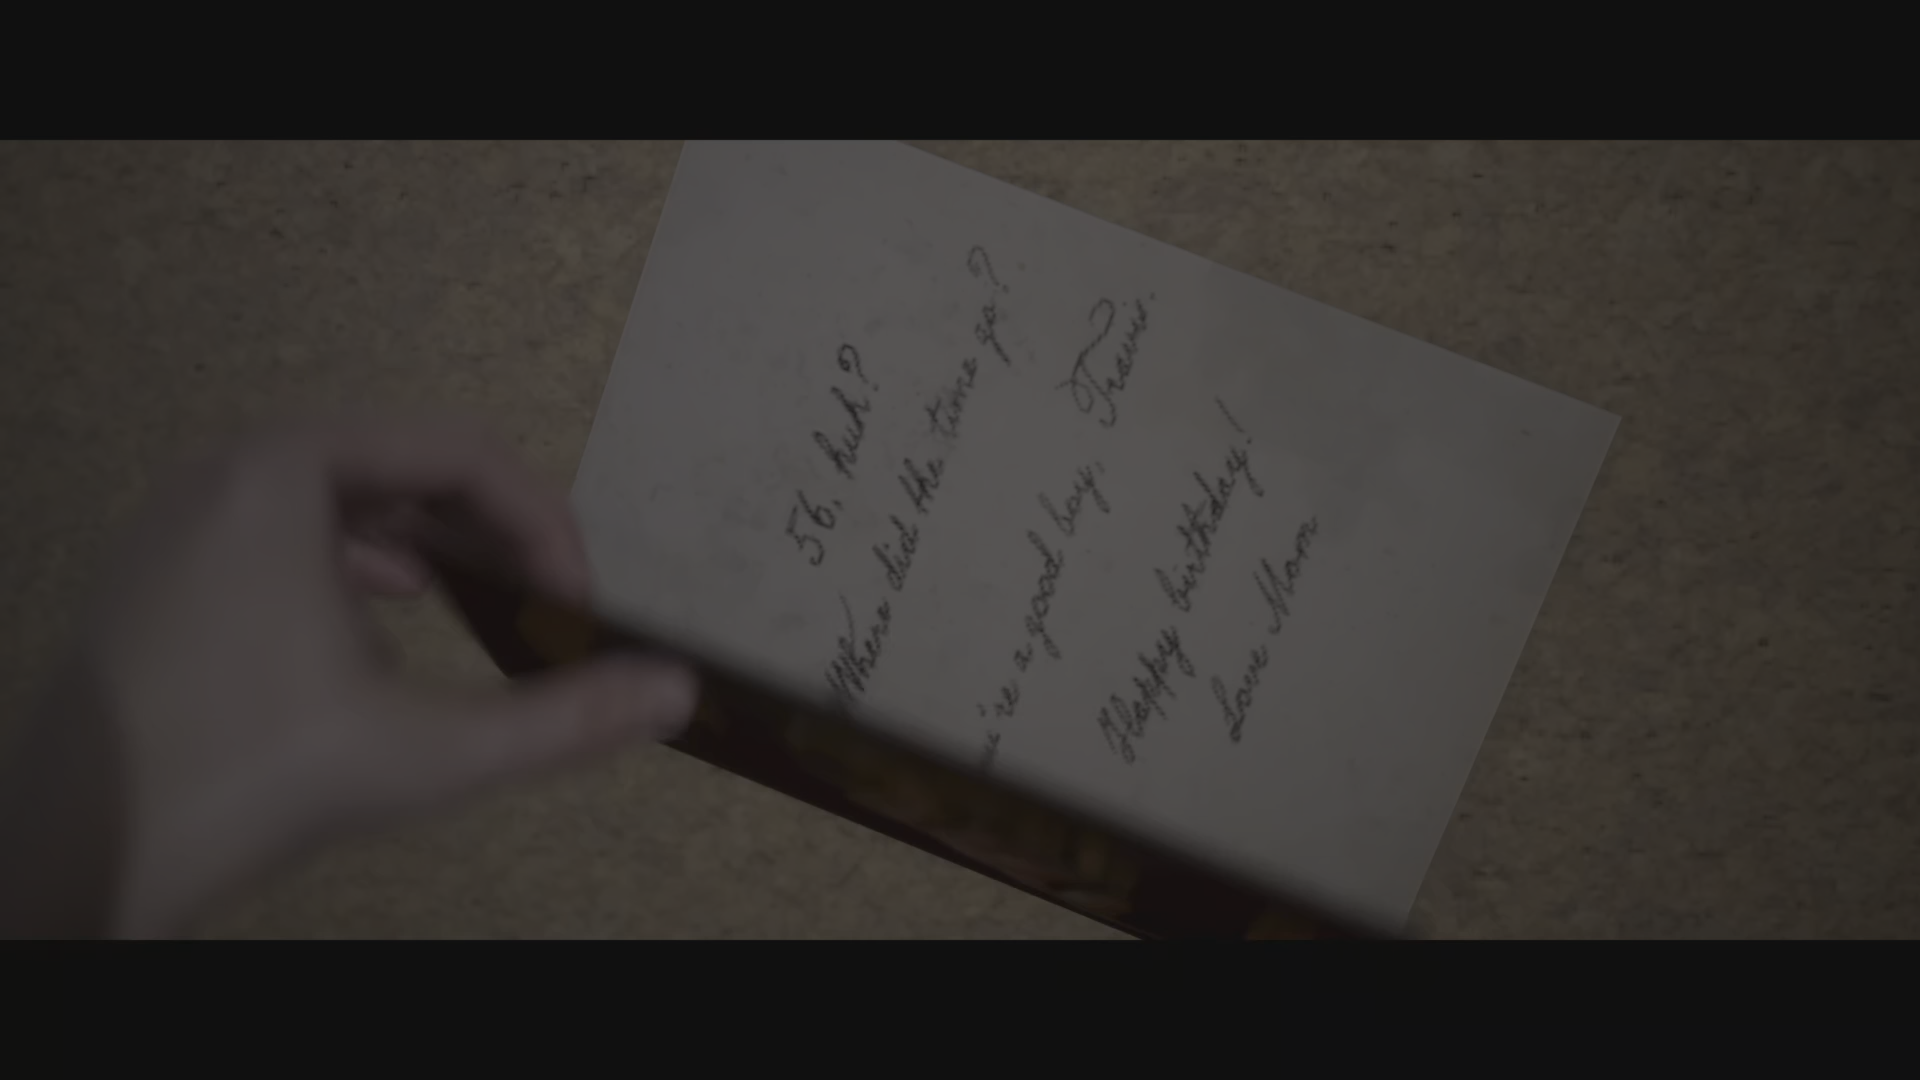 56, huh?
Where did the time go?
're a good boy, Travis.
Happy birthday!
Love Mom